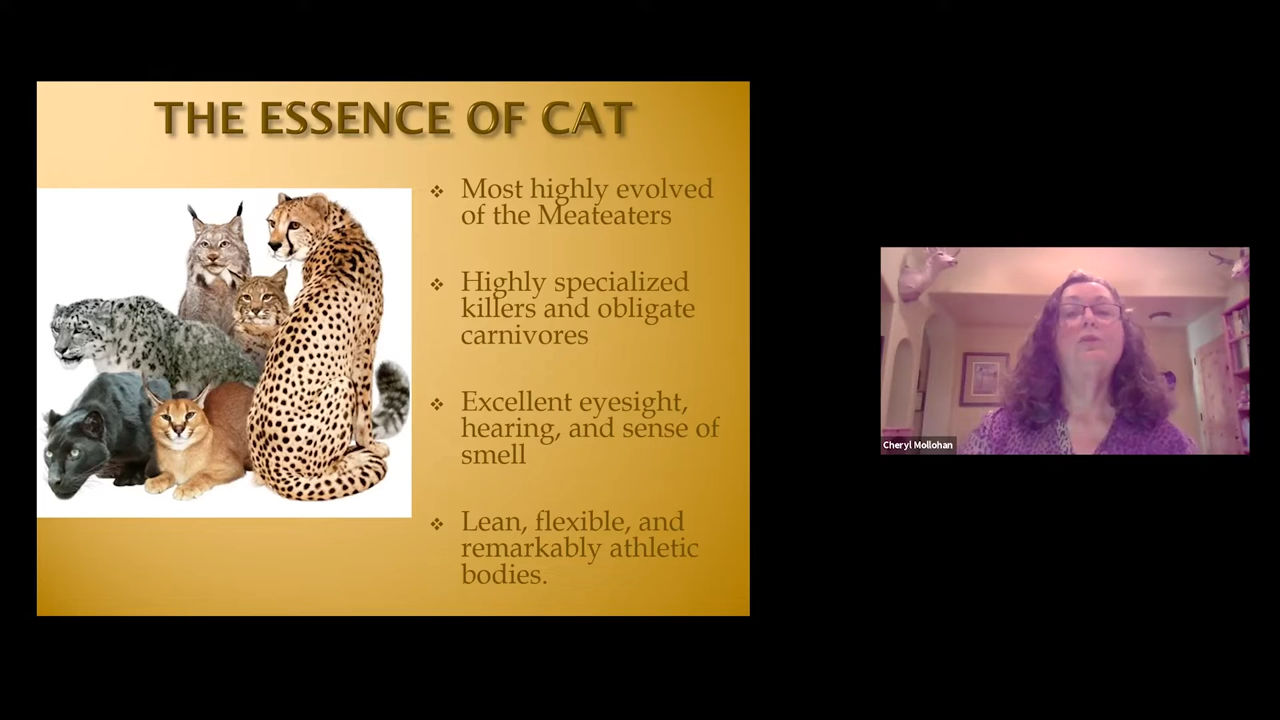 THE ESSENCE OF CAT
Most highly evolved
of the Meateaters
Highly specialized
killers and obligate
carnivores
Excellent eyesight,
hearing, and sense of
smell
Lean, flexible, and
remarkably athletic
bodies.
Cheryl Mollohan